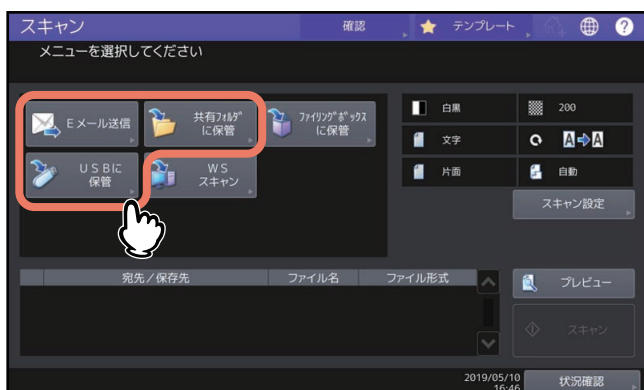 スキャン
確認
テンプレート
メニューを選択してください
Eメール送信
共有フォルダ
に保管
ファイリングボックス
に保管
USBに
保管
WS
スキャン
白黒
200
文字
A A
片面
自動
スキャン設定
宛先/保存先
ファイル名
ファイル形式
プレビュー
スキャン
2019/05/10
16:46
状況確認